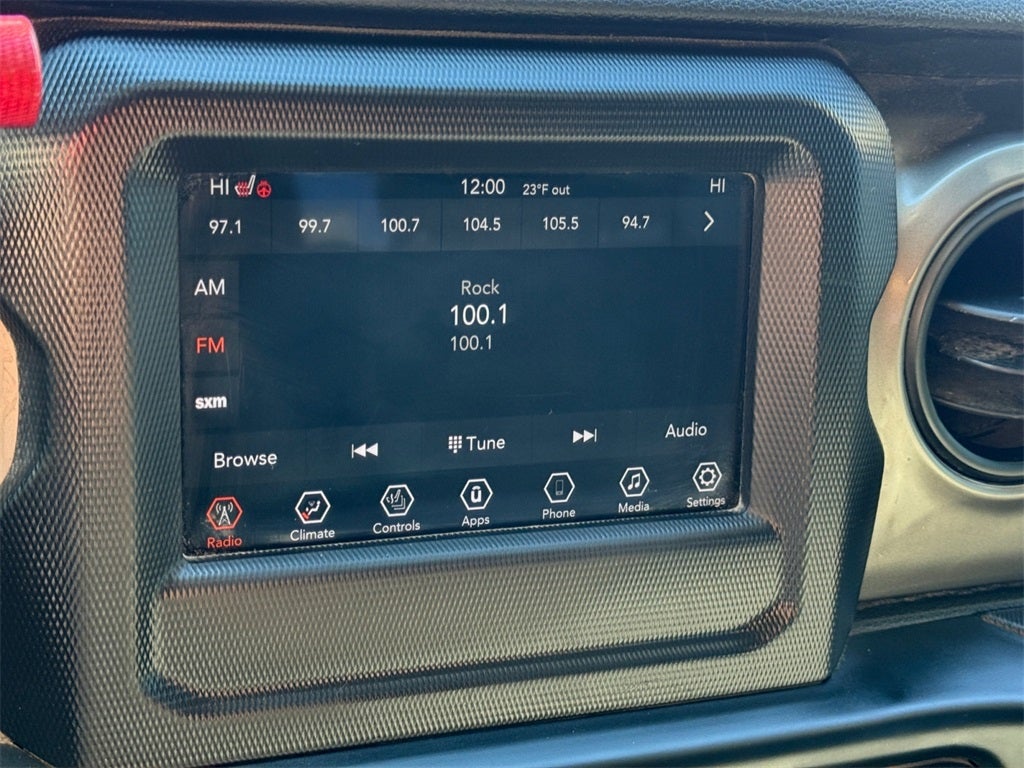 HI 12:00 23°F out HI
97.1 99.7 100.7 104.5 105.5 94.7
AM
Rock
100.1
FM
100.1
sxm
Browse Tune Audio
Radio Climate Controls Apps Phone Media Settings